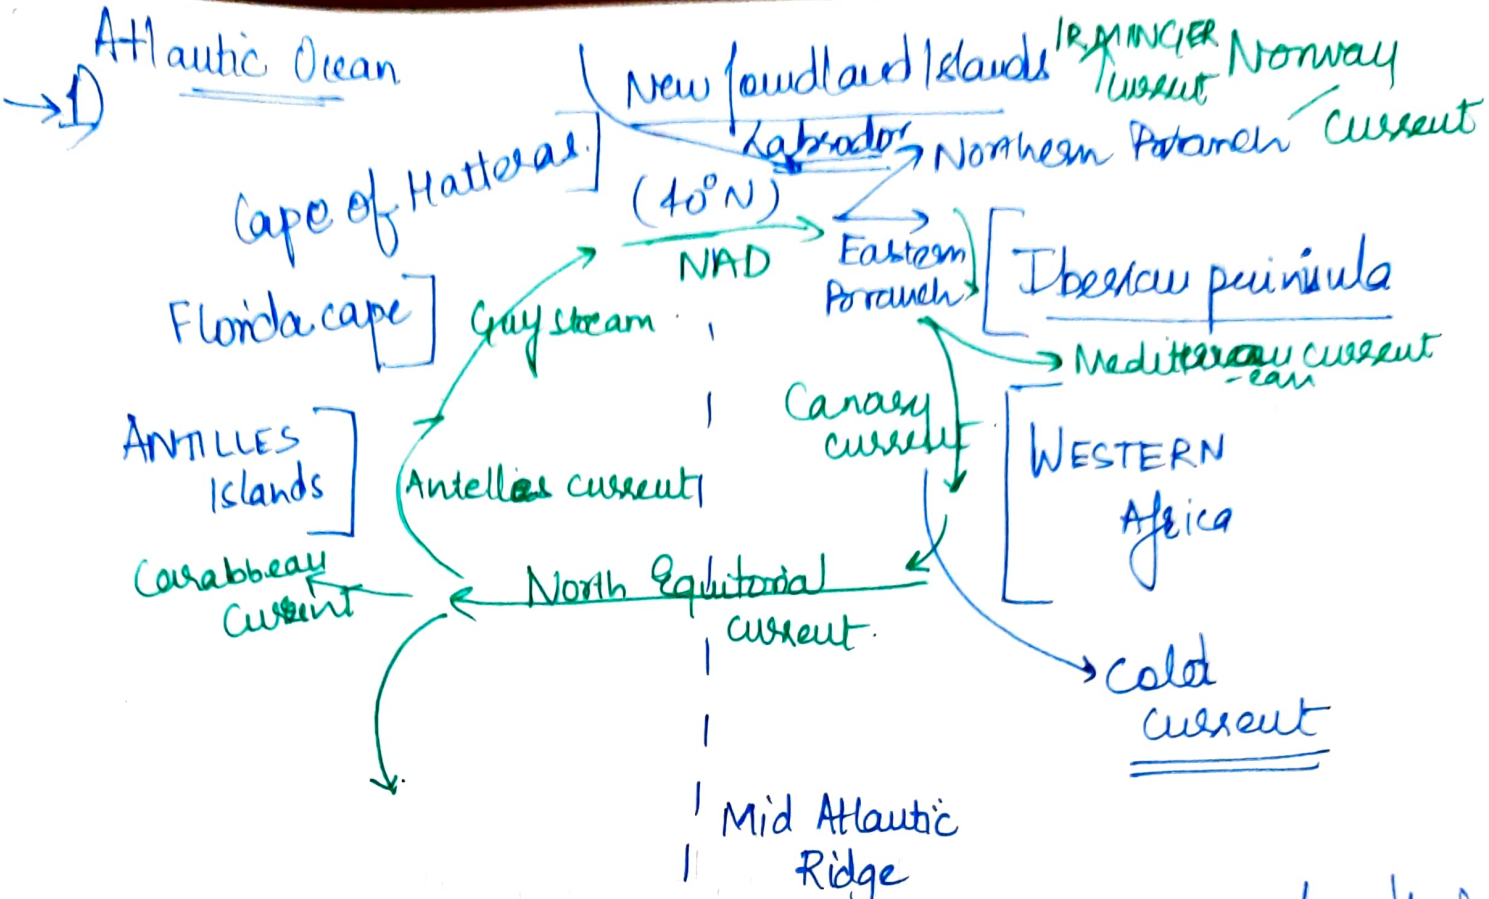 Atlantic Ocean
→ 1)
New foundland Islands
IRMINGER
current
Norway
current
Labrador
Northern Branch
Cape of Hatteras.
(40°N)
NAD
Eastern
Branch
Iberian peninsula
Florida cape
Gulf stream
Mediterranean current
-ean
Canary
current
ANTILLES
Islands
Antelles current
WESTERN
Africa
Carabbean
Current
North Equitorial
current.
Cold
current
Mid Atlantic
Ridge